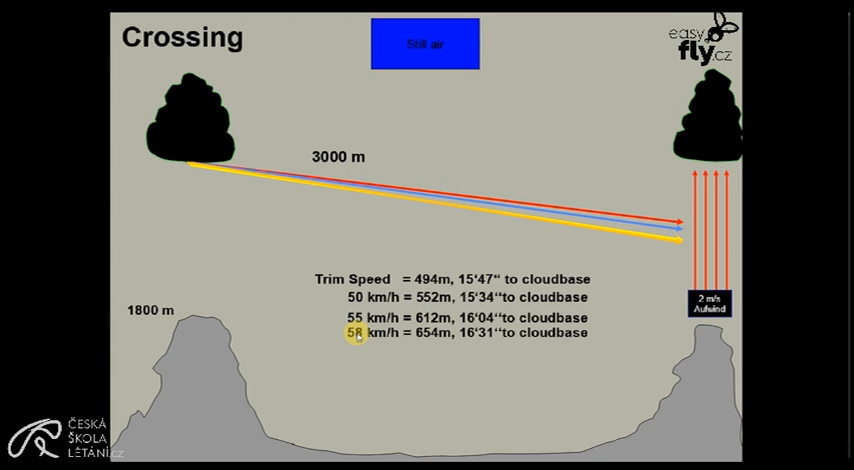 Crossing
Still air
easy
fly.cz
3000 m
Trim Speed = 494m, 15'47“ to cloudbase
50 km/h = 552m, 15'34“to cloudbase
1800 m
55 km/h = 612m, 16'04“to cloudbase
58 km/h = 654m, 16'31“to cloudbase
2 m/s
Aufwind
ČESKÁ
ŠKOLA
LÉTÁNÍ.cz